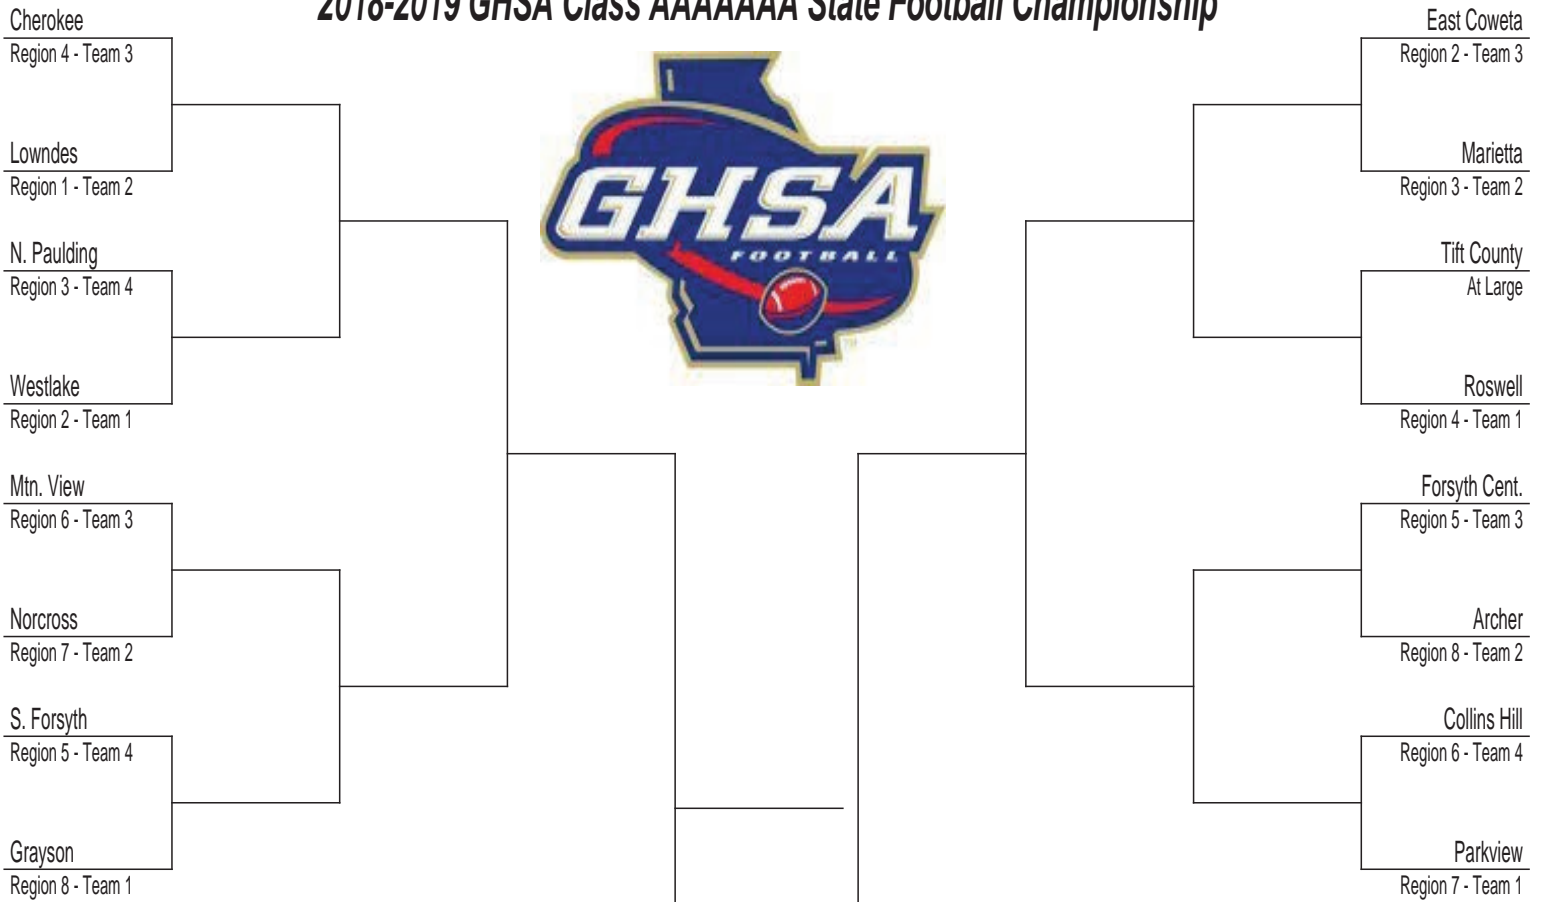 2018-2019 GHSA Class AAAAAAA State Football Championship
Cherokee
Region 4 - Team 3
Lowndes
Region 1 - Team 2
N. Paulding
Region 3 - Team 4
Westlake
Region 2 - Team 1
Mtn. View
Region 6 - Team 3
Norcross
Region 7 - Team 2
S. Forsyth
Region 5 - Team 4
Grayson
Region 8 - Team 1
GHSA
FOOTBALL
TM
East Coweta
Region 2 - Team 3
Marietta
Region 3 - Team 2
Tift County
At Large
Roswell
Region 4 - Team 1
Forsyth Cent.
Region 5 - Team 3
Archer
Region 8 - Team 2
Collins Hill
Region 6 - Team 4
Parkview
Region 7 - Team 1